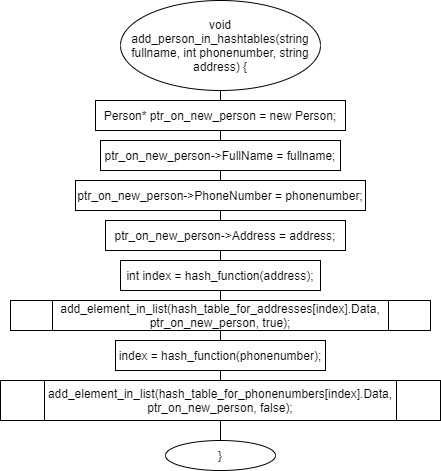 void
add_person_in_hashtables(string
fullname, int phonenumber, string
address) {
Person* ptr_on_new_person = new Person;
ptr_on_new_person->FullName = fullname;
ptr_on_new_person->PhoneNumber = phonenumber;
ptr_on_new_person->Address = address;
int index = hash_function(address);
add_element_in_list(hash_table_for_addresses[index].Data,
ptr_on_new_person, true);
index = hash_function(phonenumber);
add_element_in_list(hash_table_for_phonenumbers[index].Data,
ptr_on_new_person, false);
}